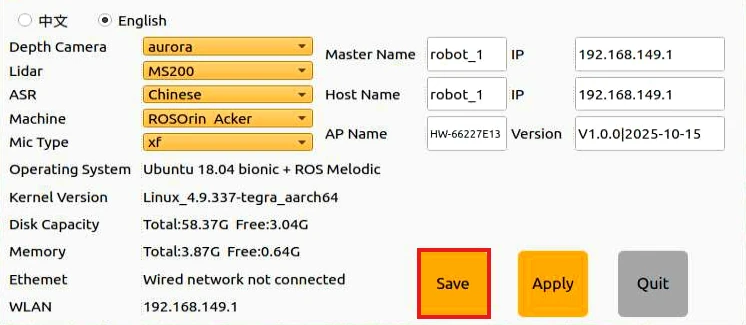 中文 English
Depth Camera aurora Master Name robot_1 IP 192.168.149.1
Lidar MS200
ASR Chinese Host Name robot_1 IP 192.168.149.1
Machine ROSOrin Acker
AP Name HW-66227E13 Version V1.0.0|2025-10-15
Mic Type xf
Operating System Ubuntu 18.04 bionic + ROS Melodic
Kernel Version Linux_4.9.337-tegra_aarch64
Disk Capacity Total:58.37G Free:3.04G
Memory Total:3.87G Free:0.64G
Ethemet Wired network not connected
Save Apply Quit
WLAN 192.168.149.1